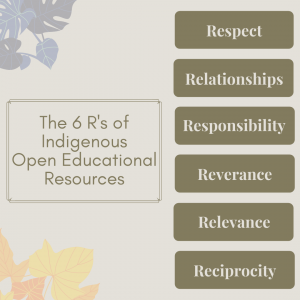 The 6 R's of
Indigenous
Open Educational
Resources
Respect
Relationships
Responsibility
Reverance
Relevance
Reciprocity